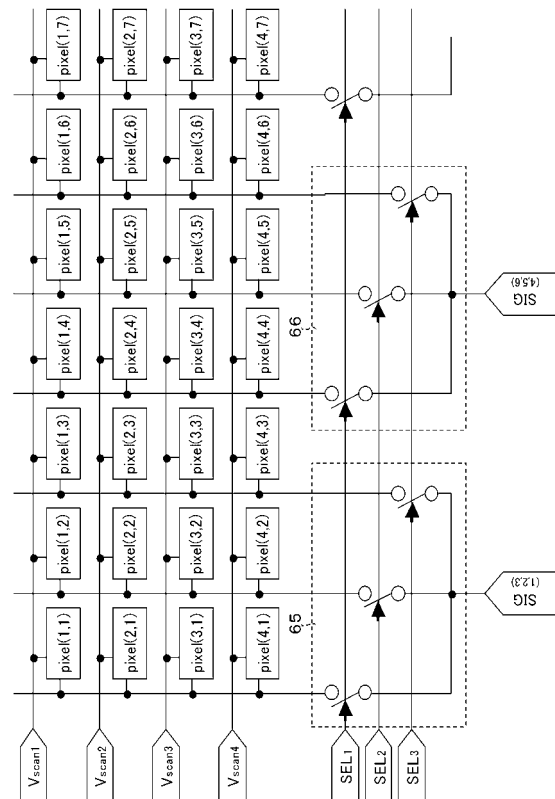 Vscan1
pixel(1,1)
pixel(1,2)
pixel(1,3)
pixel(1,4)
pixel(1,5)
pixel(1,6)
pixel(1,7)
Vscan2
pixel(2,1)
pixel(2,2)
pixel(2,3)
pixel(2,4)
pixel(2,5)
pixel(2,6)
pixel(2,7)
Vscan3
pixel(3,1)
pixel(3,2)
pixel(3,3)
pixel(3,4)
pixel(3,5)
pixel(3,6)
pixel(3,7)
Vscan4
pixel(4,1)
pixel(4,2)
pixel(4,3)
pixel(4,4)
pixel(4,5)
pixel(4,6)
pixel(4,7)
65
66
SEL1
SEL2
SEL3
SIG
(1,2,3)
SIG
(4,5,6)